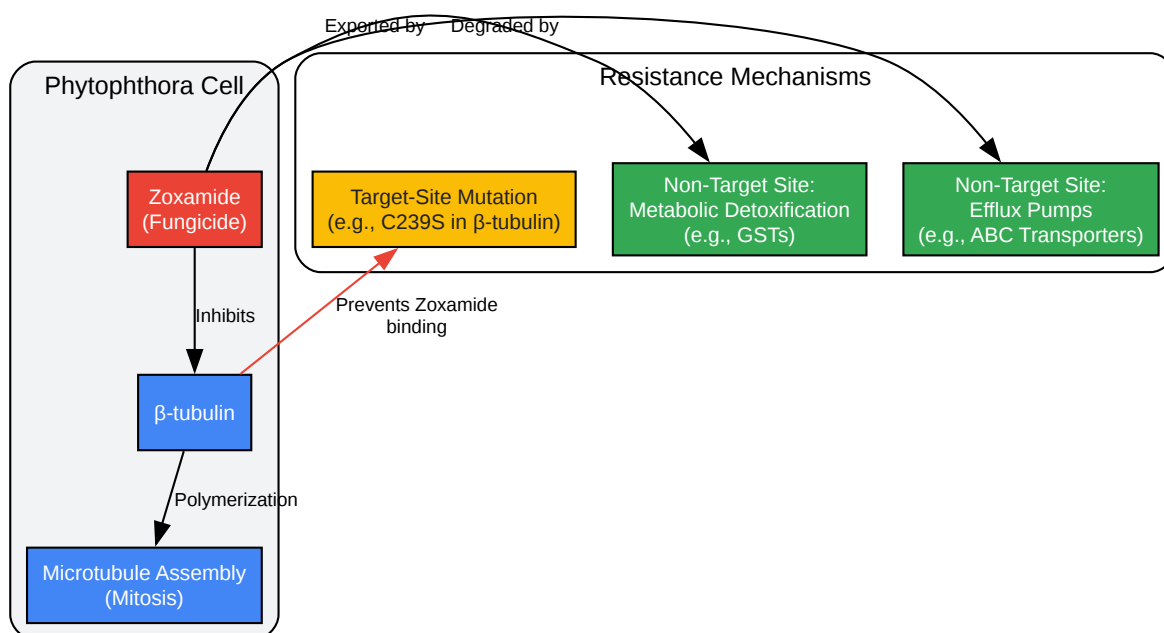 Exported by
Degraded by
Phytophthora Cell
Resistance Mechanisms
Zoxamide
(Fungicide)
Target-Site Mutation
(e.g., C239S in β-tubulin)
Non-Target Site:
Metabolic Detoxification
(e.g., GSTs)
Non-Target Site:
Efflux Pumps
(e.g., ABC Transporters)
Inhibits
Prevents Zoxamide
binding
β-tubulin
Polymerization
Microtubule Assembly
(Mitosis)